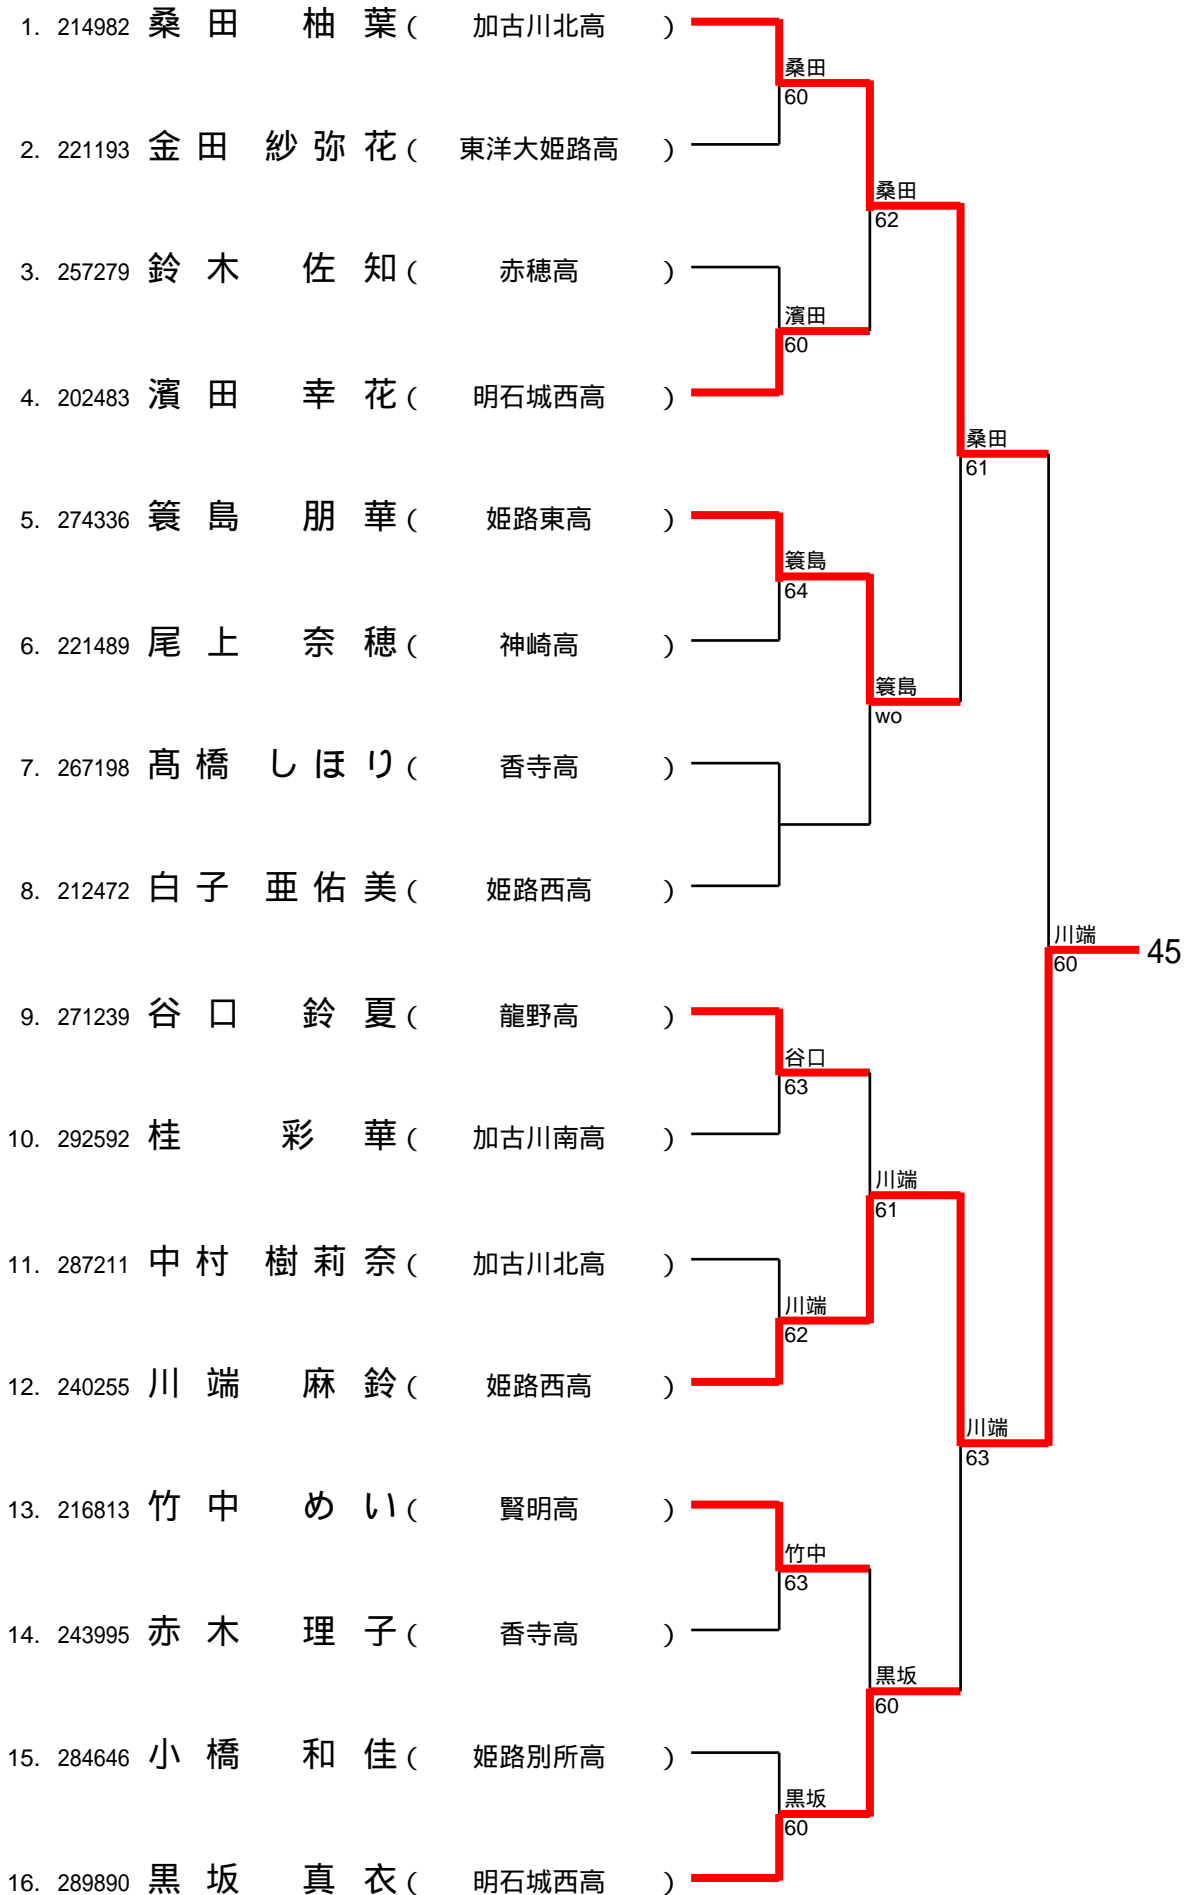 1. 214982 桑田 柚葉 ( 加古川北高 )
桑田
60
2. 221193 金田 紗弥花 ( 東洋大姫路高 )
桑田
62
3. 257279 鈴木 佐知 ( 赤穂高 )
濱田
60
4. 202483 濱田 幸花 ( 明石城西高 )
桑田
61
5. 274336 簑島 朋華 ( 姫路東高 )
簑島
64
6. 221489 尾上 奈穂 ( 神崎高 )
簑島
wo
7. 267198 髙橋 しほり ( 香寺高 )
8. 212472 白子 亜佑美 ( 姫路西高 )
川端
60
45
9. 271239 谷口 鈴夏 ( 龍野高 )
谷口
63
10. 292592 桂 彩華 ( 加古川南高 )
川端
61
11. 287211 中村 樹莉奈 ( 加古川北高 )
川端
62
12. 240255 川端 麻鈴 ( 姫路西高 )
川端
63
13. 216813 竹中 めい ( 賢明高 )
竹中
63
14. 243995 赤木 理子 ( 香寺高 )
黒坂
60
15. 284646 小橋 和佳 ( 姫路別所高 )
黒坂
60
16. 289890 黒坂 真衣 ( 明石城西高 )